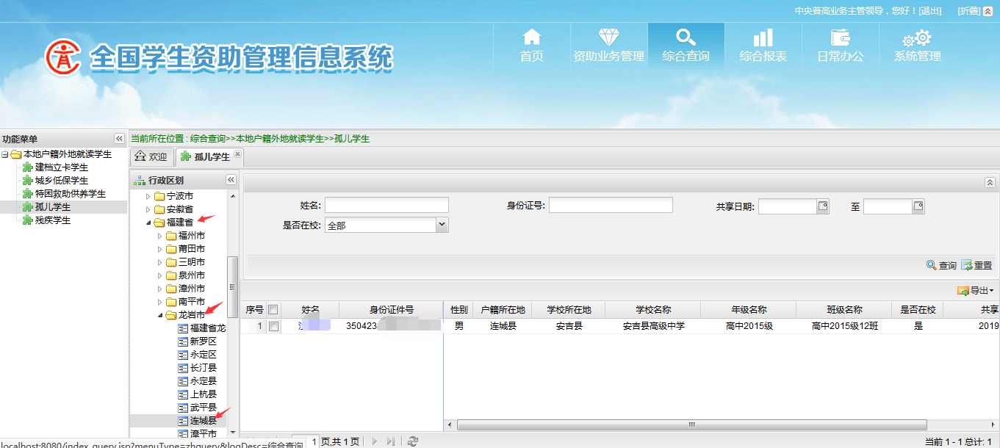 中央普高业务主管领导，您好！[退出] [折叠]
全国学生资助管理信息系统
首页 资助业务管理 综合查询 综合报表 日常办公 系统管理
功能菜单
本地户籍外地就读学生
建档立卡学生
城乡低保学生
特困救助供养学生
孤儿学生
残疾学生
当前所在位置 : 综合查询>>本地户籍外地就读学生>>孤儿学生
欢迎 孤儿学生
行政区划
宁波市
安徽省
福建省
福州市
莆田市
三明市
泉州市
漳州市
南平市
龙岩市
福建省龙
新罗区
永定区
长汀县
永定县
上杭县
武平县
连城县
漳平市
姓名: 身份证号: 共享日期: 至
是否在校: 全部
查询 重置
导出
序号 姓名 身份证件号 性别 户籍所在地 学校所在地 学校名称 年级名称 班级名称 是否在校 共享
1 350423 男 连城县 安吉县 安吉县高级中学 高中2015级 高中2015级12班 是 2019
1 页,共 1 页 当前 1 - 1 总计: 1
localhost:8080/index_query.jsp?menuType=zhquery&logDesc=综合查询